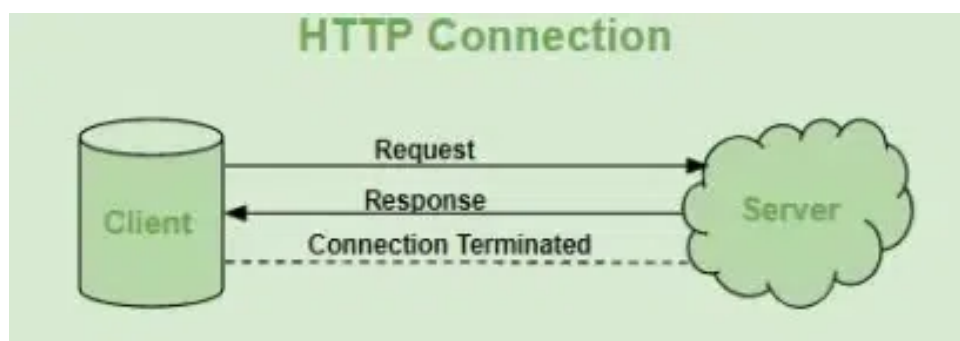 HTTP Connection
Request
Response
Client
Server
Connection Terminated